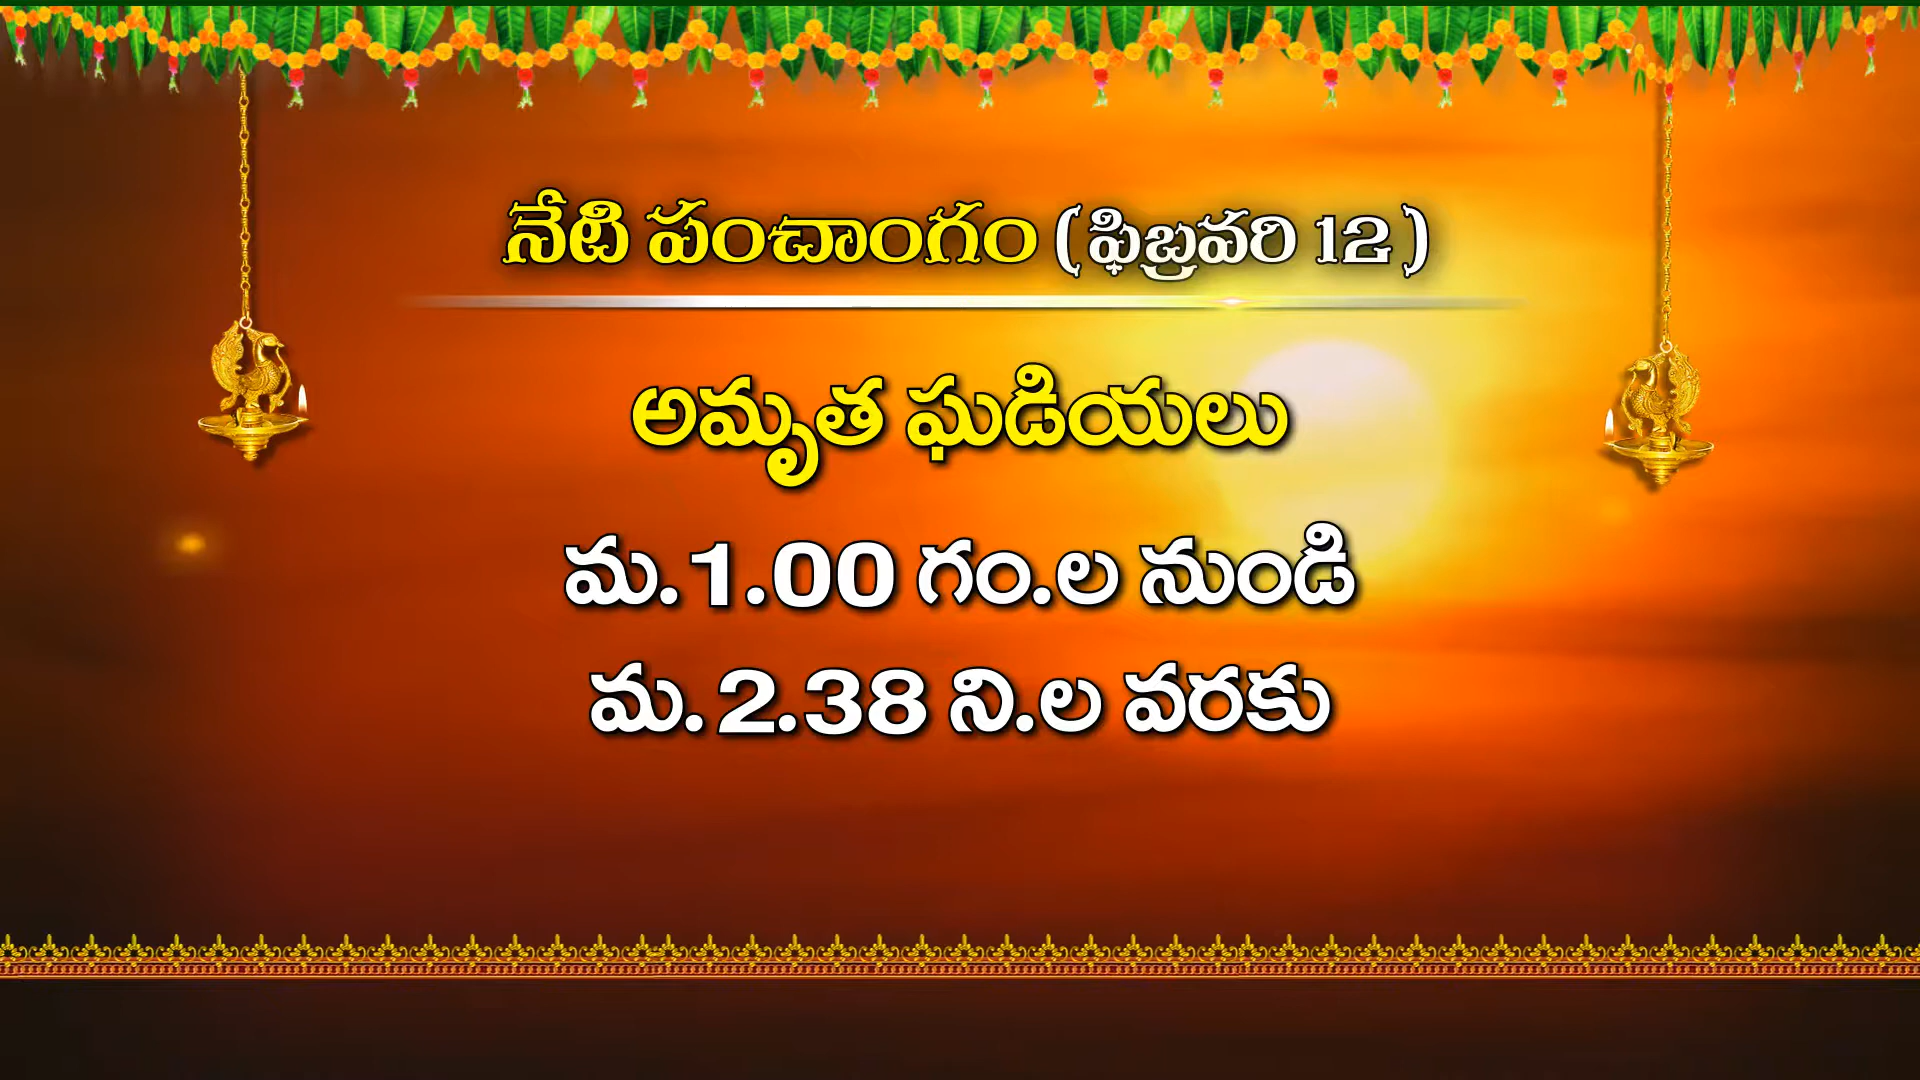 నేటి పంచాంగం ( ఫిబ్రవరి 12 )
అమృత ఘడియలు
మ. 1.00 గం.ల నుండి
మ. 2.38 ని.ల వరకు